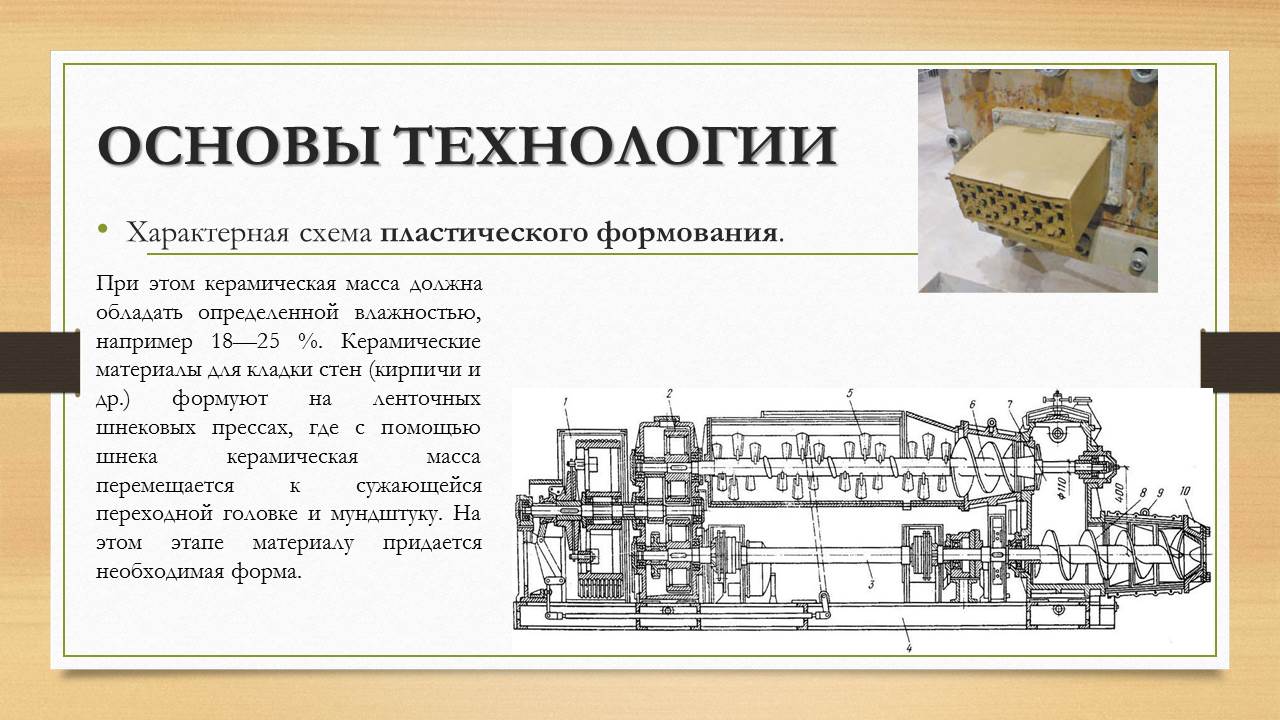 ОСНОВЫ ТЕХНОЛОГИИ
• Характерная схема пластического формования.
При этом керамическая масса должна
обладать определенной влажностью,
например 18—25 %. Керамические
материалы для кладки стен (кирпичи и
др.) формуют на ленточных
шнековых прессах, где с помощью
шнека керамическая масса
перемещается к сужающейся
переходной головке и мундштуку. На
этом этапе материалу придается
необходимая форма.
1 2 5 6 7
Ф110 400 8 9 10
3
4